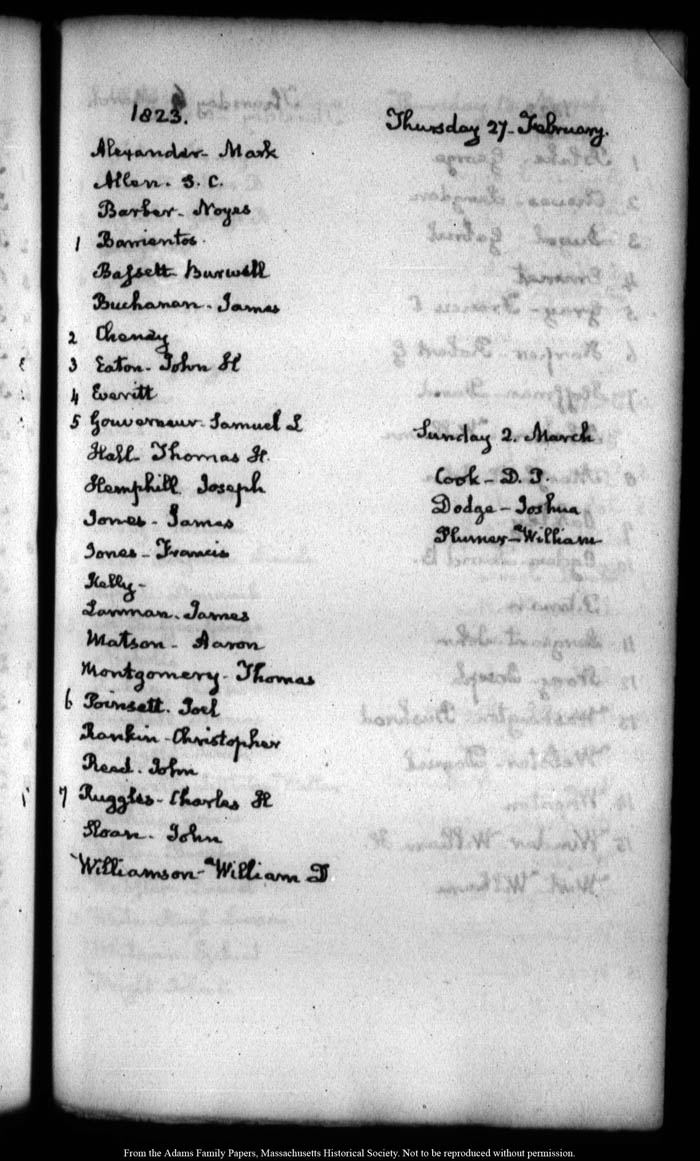 1823.
Thursday 27. February.
Alexander. Mark
Allen. S. C.
Barber. Noyes
1 Barrientos.
Bassett. Burwell
Buchanan. James
2 Cheney
3 Eaton. John H
4 Everitt
5 Gouverneur. Samuel L
Hall. Thomas H.
Hemphill Joseph
Jones. James
Jones. Francis
Kelly-
Lanman. James
Matson. Aaron
Montgomery. Thomas
6 Poinsett. Joel
Rankin. Christopher
Read. John
7 Ruggles. Charles H
Sloan. John
Williamson. William D
Sunday 2. March
Cook. D. P.
Dodge. Joshua
Plumer. William
From the Adams Family Papers, Massachusetts Historical Society. Not to be reproduced without permission.